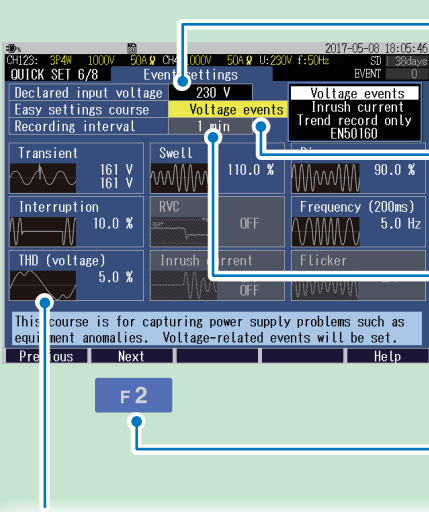 2017-05-08 18:05:46
CH123: 3P4W 1000V 50A CH4 1000V 50A U:230V f:50Hz SD 38days
QUICK SET 6/8 Event settings EVENT 0
Declared input voltage 230 V
Easy settings course Voltage events
Recording interval 1 min
Voltage events
Inrush current
Trend record only
EN50160
Transient 161 V
161 V
Swell 110.0 %
90.0 %
Interruption 10.0 %
RVC OFF
Frequency (200ms) 5.0 Hz
THD (voltage) 5.0 %
Inrush current OFF
Flicker
This course is for capturing power supply problems such as
equipment anomalies. Voltage-related events will be set.
Previous Next Help
F 2